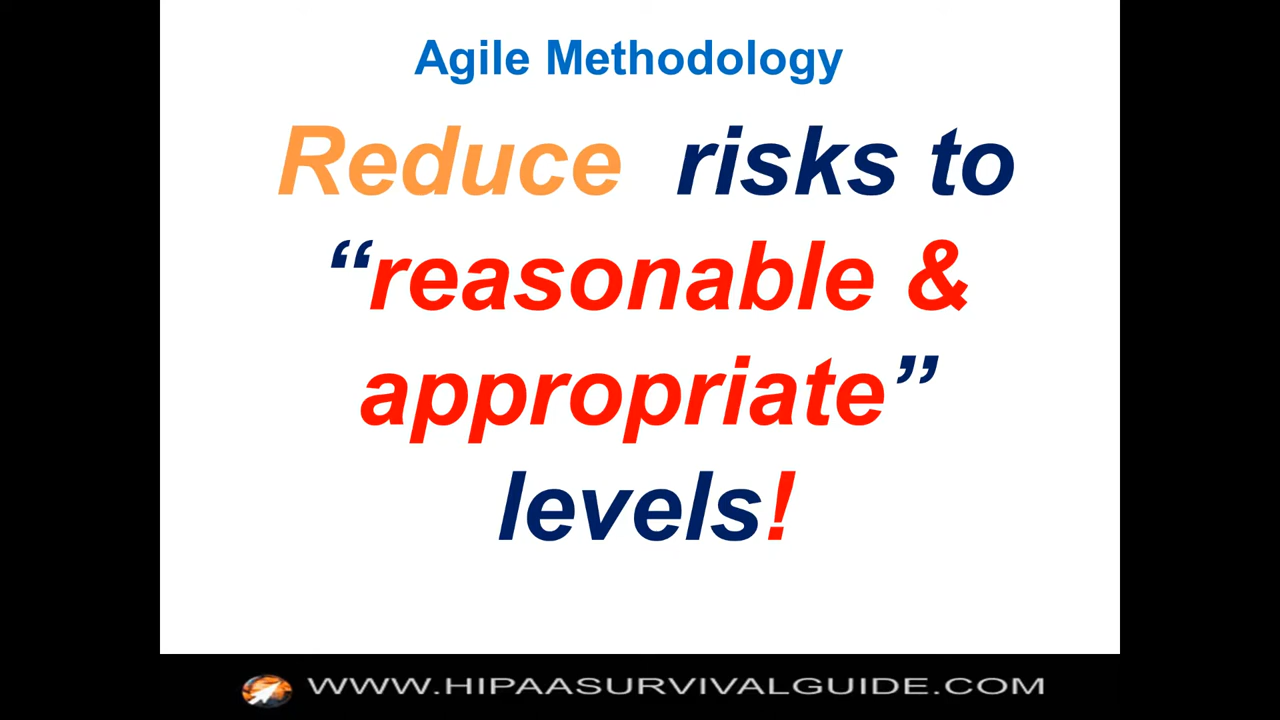 Agile Methodology
Reduce risks to
“reasonable &
appropriate”
levels!
WWW.HIPAASURVIVALGUIDE.COM